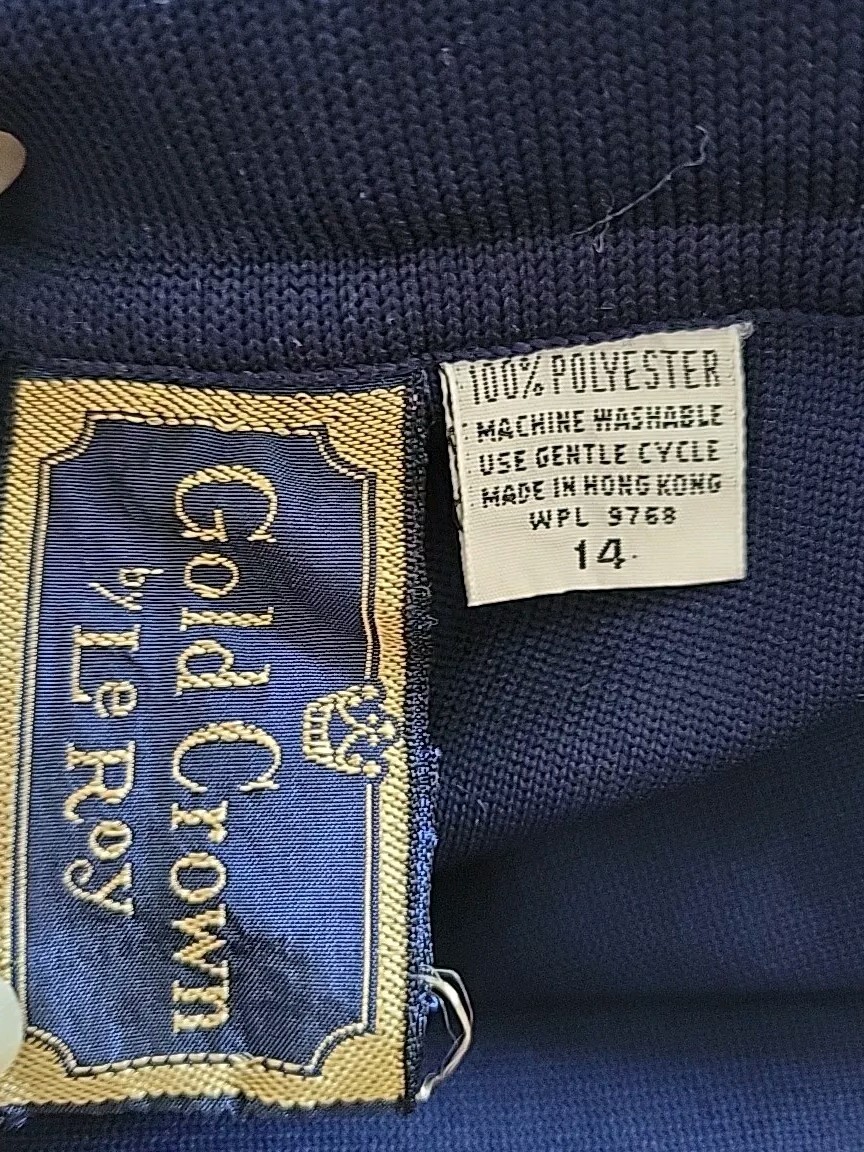 Gold Crown
by Le Roy
100% POLYESTER
MACHINE WASHABLE
USE GENTLE CYCLE
MADE IN HONG KONG
WPL 9768
14